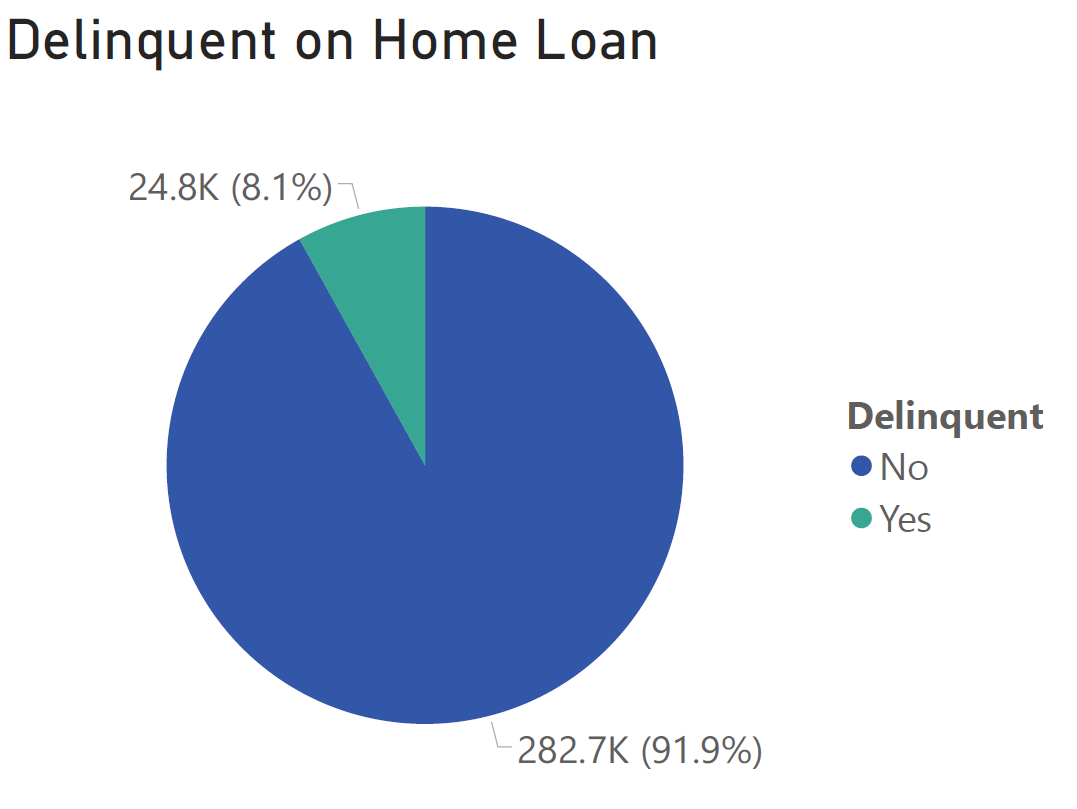 Delinquent on Home Loan
24.8K (8.1%)
Delinquent
No
Yes
282.7K (91.9%)